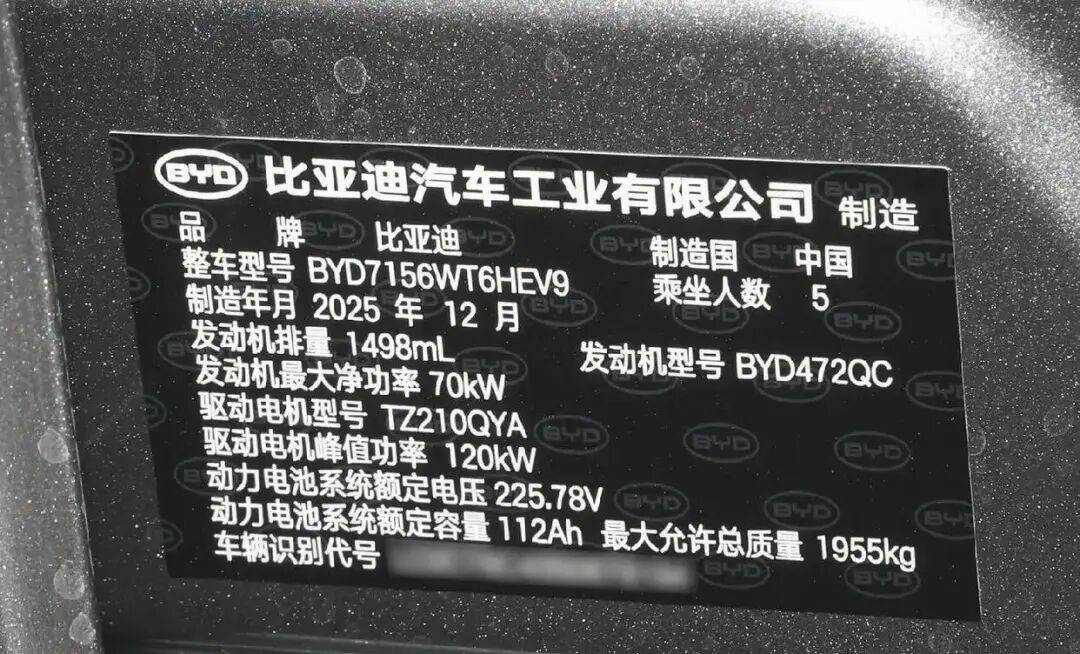 BYD 比亚迪汽车工业有限公司 制造
品 牌 比亚迪 制造国 中国
整车型号 BYD7156WT6HEV9 乘坐人数 5
制造年月 2025 年 12 月
发动机排量 1498mL 发动机型号 BYD472QC
发动机最大净功率 70kW
驱动电机型号 TZ210QYA
驱动电机峰值功率 120kW
动力电池系统额定电压 225.78V
动力电池系统额定容量 112Ah 最大允许总质量 1955kg
车辆识别代号